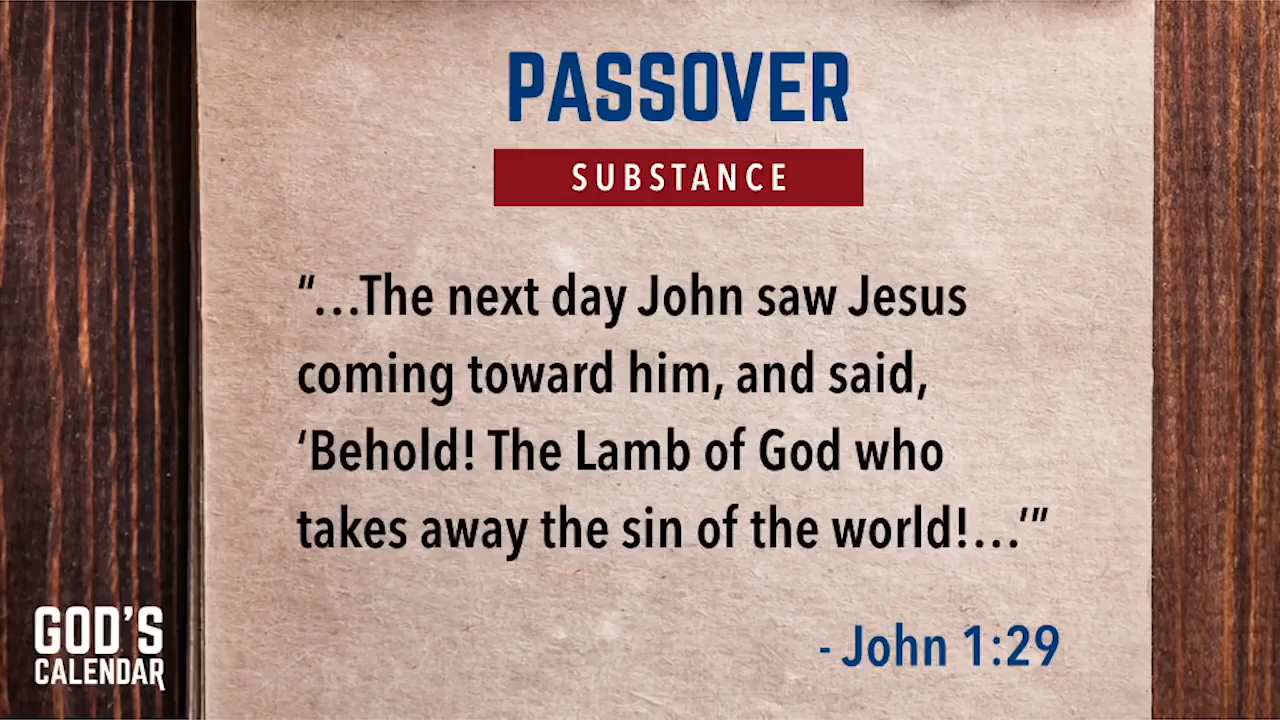 PASSOVER
SUBSTANCE
“…The next day John saw Jesus
coming toward him, and said,
‘Behold! The Lamb of God who
takes away the sin of the world!…’”
- John 1:29
GOD’S
CALENDAR